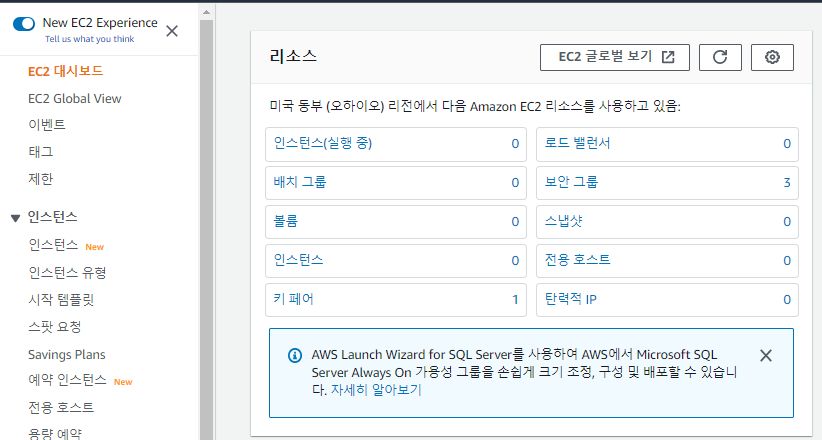 New EC2 Experience
Tell us what you think
EC2 대시보드
EC2 Global View
이벤트
태그
제한
인스턴스
인스턴스 New
인스턴스 유형
시작 템플릿
스팟 요청
Savings Plans
예약 인스턴스 New
전용 호스트
용량 예약
리소스
EC2 글로벌 보기
미국 동부 (오하이오) 리전에서 다음 Amazon EC2 리소스를 사용하고 있음:
인스턴스(실행 중) 0
로드 밸런서 0
배치 그룹 0
보안 그룹 3
볼륨 0
스냅샷 0
인스턴스 0
전용 호스트 0
키 페어 1
탄력적 IP 0
AWS Launch Wizard for SQL Server를 사용하여 AWS에서 Microsoft SQL
Server Always On 가용성 그룹을 손쉽게 크기 조정, 구성 및 배포할 수 있습니
다. 자세히 알아보기